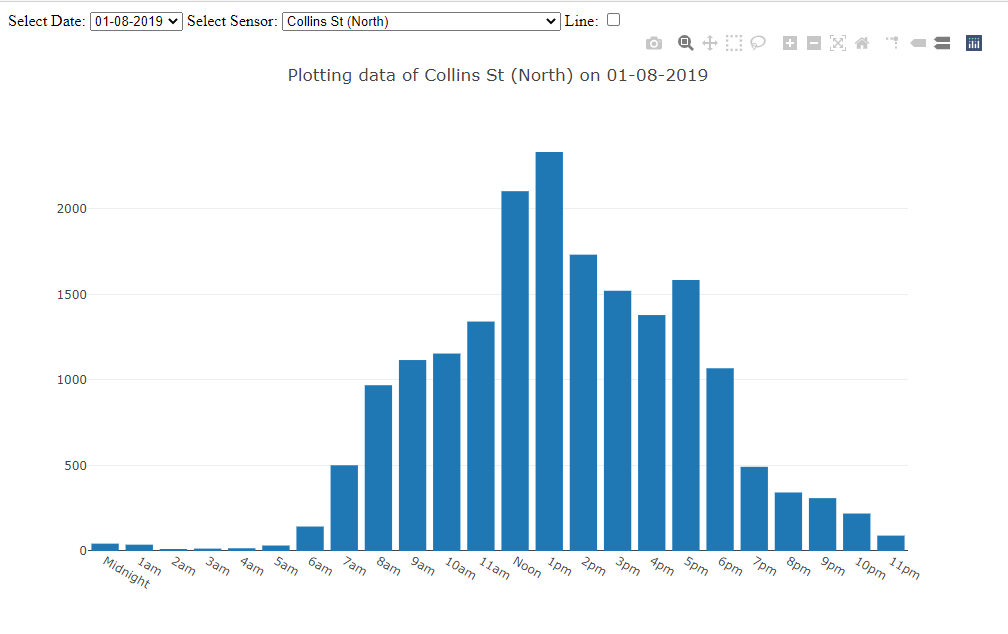 Select Date: 01-08-2019 Select Sensor: Collins St (North) Line:
Plotting data of Collins St (North) on 01-08-2019
2000
1500
1000
500
0
Midnight 1am 2am 3am 4am 5am 6am 7am 8am 9am 10am 11am Noon 1pm 2pm 3pm 4pm 5pm 6pm 7pm 8pm 9pm 10pm 11pm